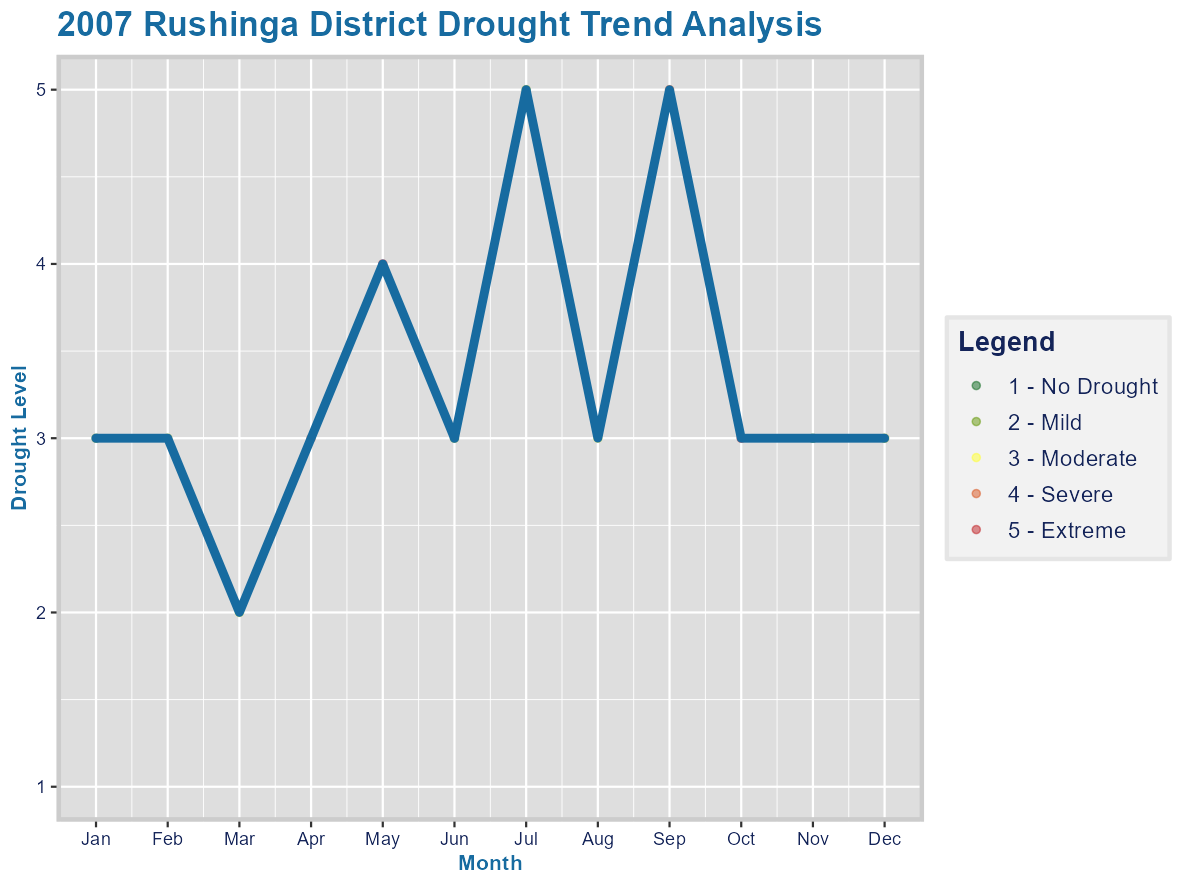 2007 Rushinga District Drought Trend Analysis
Drought Level
5
4
3
2
1
Jan Feb Mar Apr May Jun Jul Aug Sep Oct Nov Dec
Month
Legend
1 - No Drought
2 - Mild
3 - Moderate
4 - Severe
5 - Extreme